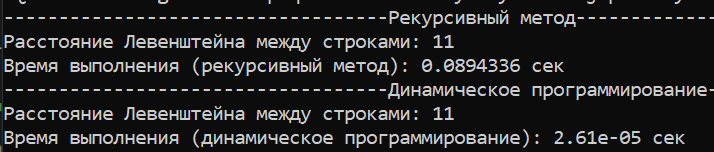 -----------------------------------Рекурсивный метод-------------
Расстояние Левенштейна между строками: 11
Время выполнения (рекурсивный метод): 0.0894336 сек
-----------------------------------Динамическое программирование-
Расстояние Левенштейна между строками: 11
Время выполнения (динамическое программирование): 2.61e-05 сек